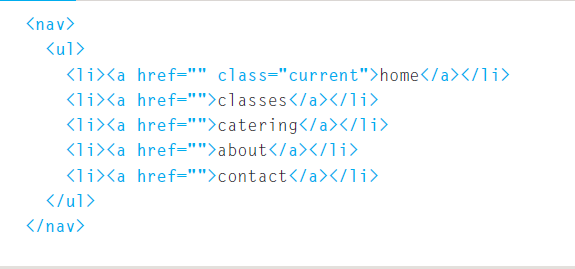 <nav>
<ul>
<li><a href="" class="current">home</a></li>
<li><a href="">classes</a></li>
<li><a href="">catering</a></li>
<li><a href="">about</a></li>
<li><a href="">contact</a></li>
</ul>
</nav>